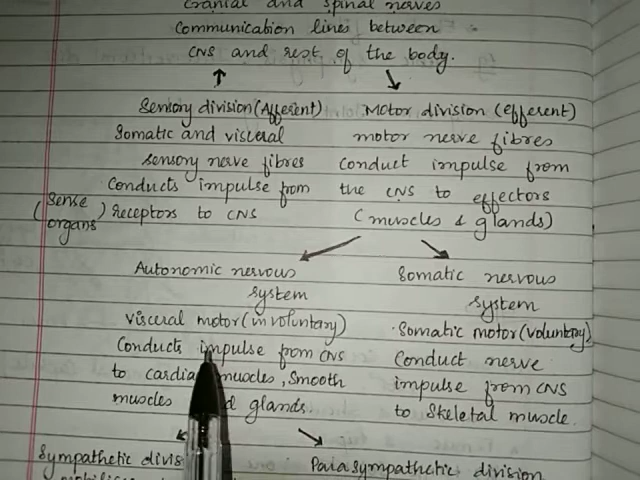 Cranial and spinal nerves
Communication lines between
CNS and rest of the body.
Sensory division (Afferent)
Somatic and visceral
sensory nerve fibres
Conducts impulse from
(sense organs) receptors to CNS
Motor division (efferent)
motor nerve fibres
Conduct impulse from
the CNS to effectors
(muscles & glands)
Autonomic nervous
system
Visceral motor (involuntary)
Conducts impulse from CNS
to cardiac muscles, Smooth
muscles glands.
Somatic nervous
system
Somatic motor (voluntary)
Conduct nerve
impulse from CNS
to skeletal muscle.
Sympathetic
Parasympathetic division